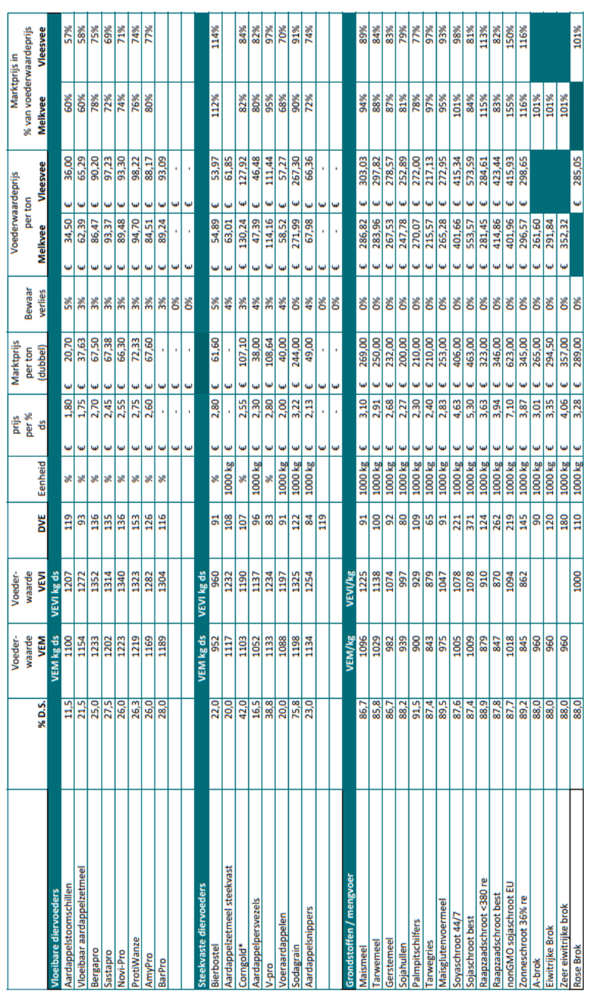 % D.S. Voeder-waarde VEM Voeder-waarde VEVI DVE Eenheid prijs per % ds Marktprijs per ton (dubbel) Bewaar verlies Voederwaardeprijs per ton Melkvee Vleesvee Marktprijs in % van voederwaardeprijs Melkvee Vleesvee
Vloeibare diervoeders VEM kg ds VEVI kg ds
Aardappelstoomschillen 11,5 1100 1207 119 % € 1,80 € 20,70 5% € 34,50 € 36,00 60% 57%
Vloeibaar aardappelzetmeel 21,5 1154 1272 93 % € 1,75 € 37,63 3% € 62,39 € 65,29 60% 58%
Bergapro 25,0 1233 1352 136 % € 2,70 € 67,50 3% € 86,47 € 90,20 78% 75%
Sastapro 27,5 1202 1314 135 % € 2,45 € 67,38 3% € 93,37 € 97,23 72% 69%
Novi-Pro 26,0 1223 1340 136 % € 2,55 € 66,30 3% € 89,48 € 93,30 74% 71%
ProtiWanze 26,3 1219 1323 153 % € 2,75 € 72,33 3% € 94,70 € 98,22 76% 74%
AmyPro 26,0 1169 1282 126 % € 2,60 € 67,60 3% € 84,51 € 88,17 80% 77%
BarPro 28,0 1189 1304 116 % € - € - 3% € 89,24 € 93,09
€ - € - 0% € - € -
€ - € - 0% € - € -
Steekvaste diervoeders VEM kg ds VEVI kg ds
Bierbostel 22,0 952 960 91 % € 2,80 € 61,60 5% € 54,89 € 53,97 112% 114%
Aardappelzetmeel steekvast 20,0 1117 1232 108 1000 kg € - € - 4% € 63,01 € 61,85
Corngold* 42,0 1103 1190 107 % € 2,55 € 107,10 3% € 130,24 € 127,92 82% 84%
Aardappelpersvezels 16,5 1052 1137 96 1000 kg € 2,30 € 38,00 4% € 47,39 € 46,48 80% 82%
V-pro 38,8 1133 1234 83 % € 2,80 € 108,64 3% € 114,16 € 111,44 95% 97%
Voeraardappelen 20,0 1088 1197 91 1000 kg € 2,00 € 40,00 4% € 58,52 € 57,27 68% 70%
Sodagrain 75,8 1198 1325 122 1000 kg € 3,22 € 244,00 0% € 271,99 € 267,30 90% 91%
Aardappelsnippers 23,0 1134 1254 84 1000 kg € 2,13 € 49,00 4% € 67,98 € 66,36 72% 74%
119 € - € - 0% € - € -
€ - € - 0% € - € -
Grondstoffen / mengvoer VEM/kg VEVI/kg
Maismeel 86,7 1096 1225 91 1000 kg € 3,10 € 269,00 0% € 286,82 € 303,03 94% 89%
Tarwemeel 85,8 1029 1138 100 1000 kg € 2,91 € 250,00 0% € 283,96 € 297,82 88% 84%
Gerstemeel 86,7 982 1074 92 1000 kg € 2,68 € 232,00 0% € 267,53 € 278,57 87% 83%
Sojahullen 88,2 939 997 80 1000 kg € 2,27 € 200,00 0% € 247,78 € 252,89 81% 79%
Palmpitschilfers 91,5 900 929 109 1000 kg € 2,30 € 210,00 0% € 270,07 € 272,00 78% 77%
Tarwegries 87,4 843 879 65 1000 kg € 2,40 € 210,00 0% € 215,57 € 217,13 97% 97%
Maïsglutenvoermeel 89,5 975 1047 91 1000 kg € 2,83 € 253,00 0% € 265,28 € 272,95 95% 93%
Soyaschroot 44/7 87,6 1005 1078 221 1000 kg € 4,63 € 406,00 0% € 401,66 € 415,34 101% 98%
Sojaschroot best 87,4 1009 1078 371 1000 kg € 5,30 € 463,00 0% € 553,57 € 573,59 84% 81%
Raapzaadschroot <380 re 88,9 879 910 124 1000 kg € 3,63 € 323,00 0% € 281,45 € 284,61 115% 113%
Raapzaadschroot best 87,8 847 870 262 1000 kg € 3,94 € 346,00 0% € 414,86 € 423,44 83% 82%
nonGMO sojaschroot EU 87,7 1018 1094 219 1000 kg € 7,10 € 623,00 0% € 401,96 € 415,93 155% 150%
Zonneschroot 36% re 89,2 845 862 145 1000 kg € 3,87 € 345,00 0% € 296,57 € 298,65 116% 116%
A-brok 88,0 960 90 1000 kg € 3,01 € 265,00 0% € 261,60 101%
Eiwitrijke Brok 88,0 960 120 1000 kg € 3,35 € 294,50 0% € 291,84 101%
Zeer eiwitrijke brok 88,0 960 180 1000 kg € 4,06 € 357,00 0% € 352,32 101%
Rose Brok 88,0 1000 110 1000 kg € 3,28 € 289,00 0% € 285,05 101%